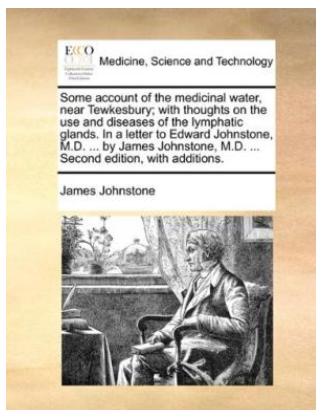 ECCO
Medicine, Science and Technology
Some account of the medicinal water,
near Tewkesbury; with thoughts on the
use and diseases of the lymphatic
glands. In a letter to Edward Johnstone,
M.D. ... by James Johnstone, M.D. ...
Second edition, with additions.
James Johnstone